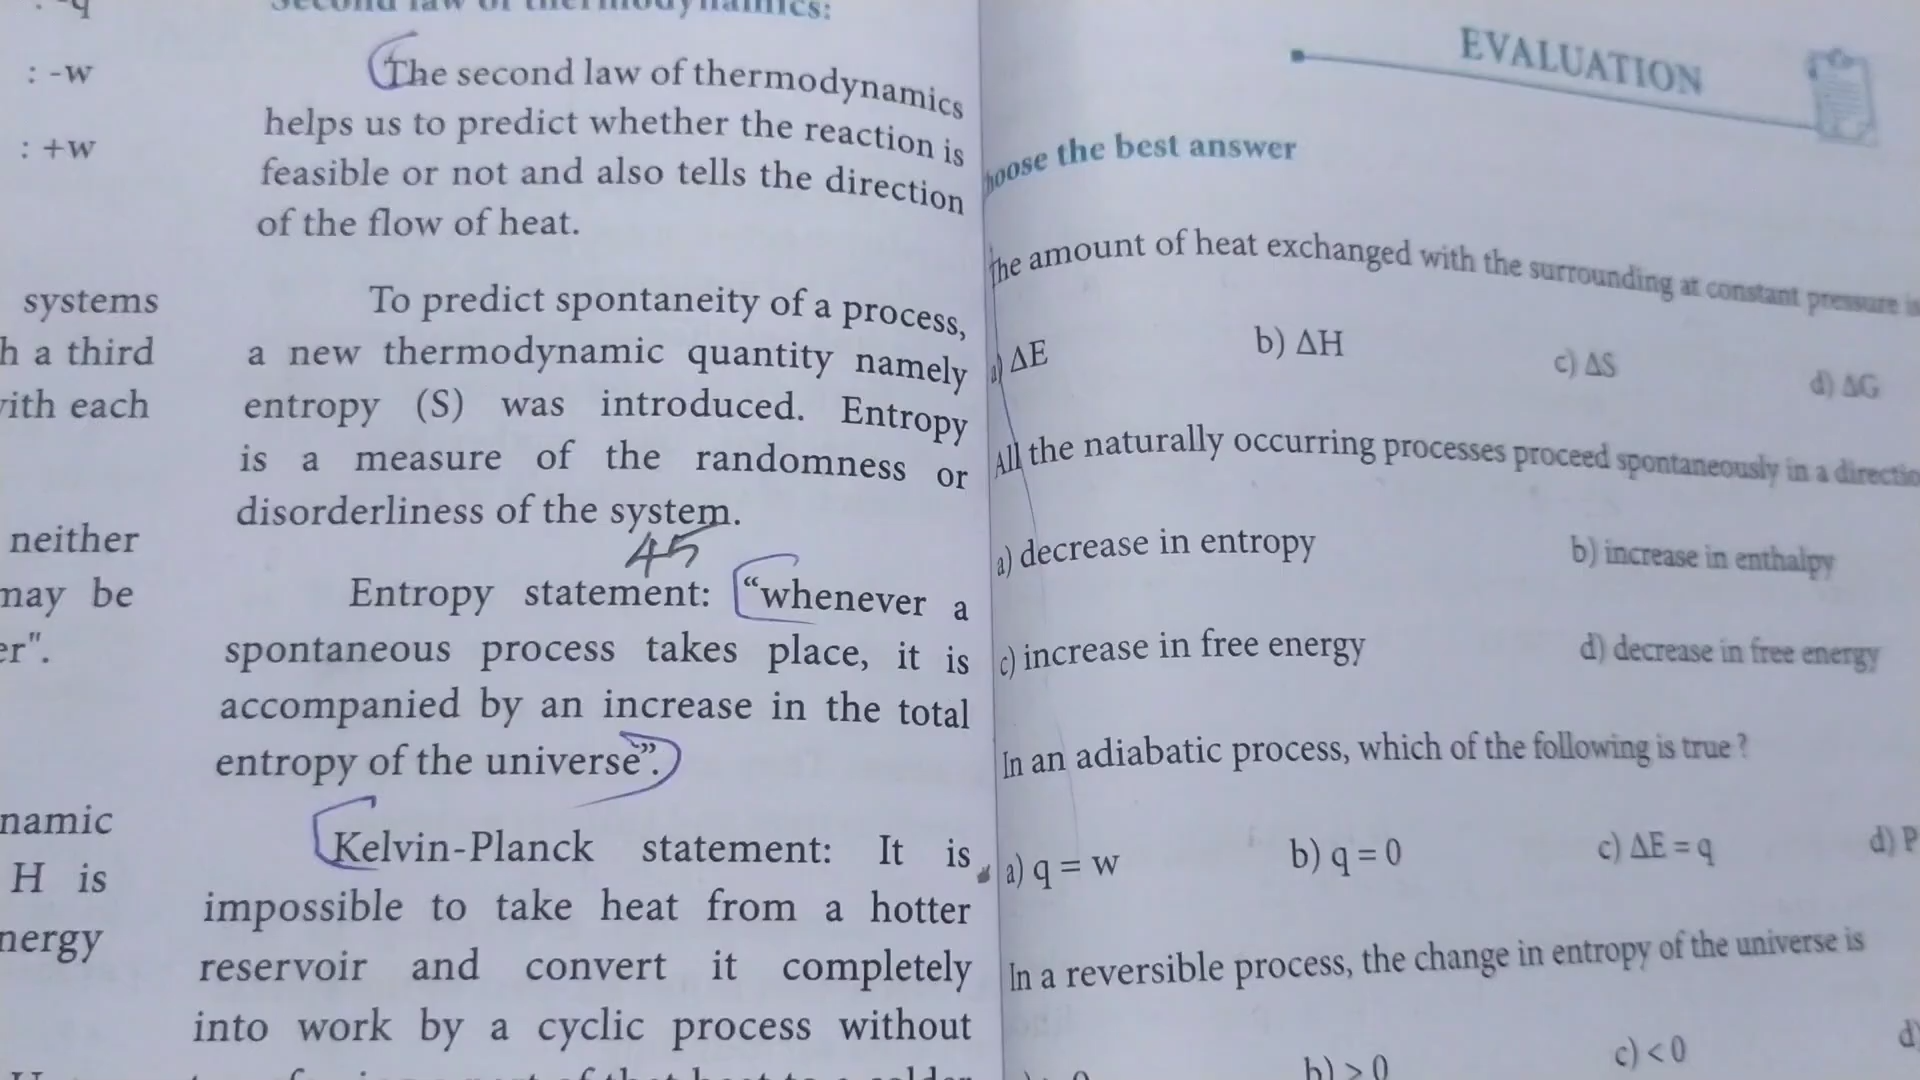 : -q
: -w
: +w
systems
h a third
with each
neither
may be
er".
namic
H is
nergy
Second law of thermodynamics:
The second law of thermodynamics
helps us to predict whether the reaction is
feasible or not and also tells the direction
of the flow of heat.
To predict spontaneity of a process,
a new thermodynamic quantity namely
entropy (S) was introduced. Entropy
is a measure of the randomness or
disorderliness of the system.
45
Entropy statement: “whenever a
spontaneous process takes place, it is
accompanied by an increase in the total
entropy of the universe”.
Kelvin-Planck statement: It is
impossible to take heat from a hotter
reservoir and convert it completely
into work by a cyclic process without
EVALUATION
hoose the best answer
The amount of heat exchanged with the surrounding at constant pressure is
a) ΔE b) ΔH c) ΔS d) ΔG
All the naturally occurring processes proceed spontaneously in a directio
a) decrease in entropy b) increase in enthalpy
c) increase in free energy d) decrease in free energy
In an adiabatic process, which of the following is true ?
a) q = w b) q = 0 c) ΔE = q d) P
In a reversible process, the change in entropy of the universe is
b) > 0 c) < 0 d)